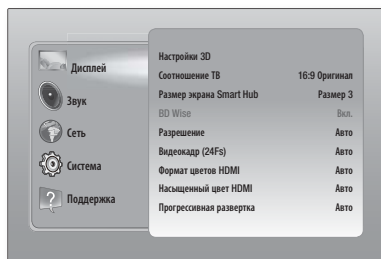 Дисплей
Звук
Сеть
Система
Поддержка
Настройки 3D
Соотношение ТВ 16:9 Оригинал
Размер экрана Smart Hub Размер 3
BD Wise Вкл.
Разрешение Авто
Видеокадр (24Fs) Авто
Формат цветов HDMI Авто
Насыщенный цвет HDMI Авто
Прогрессивная развертка Авто